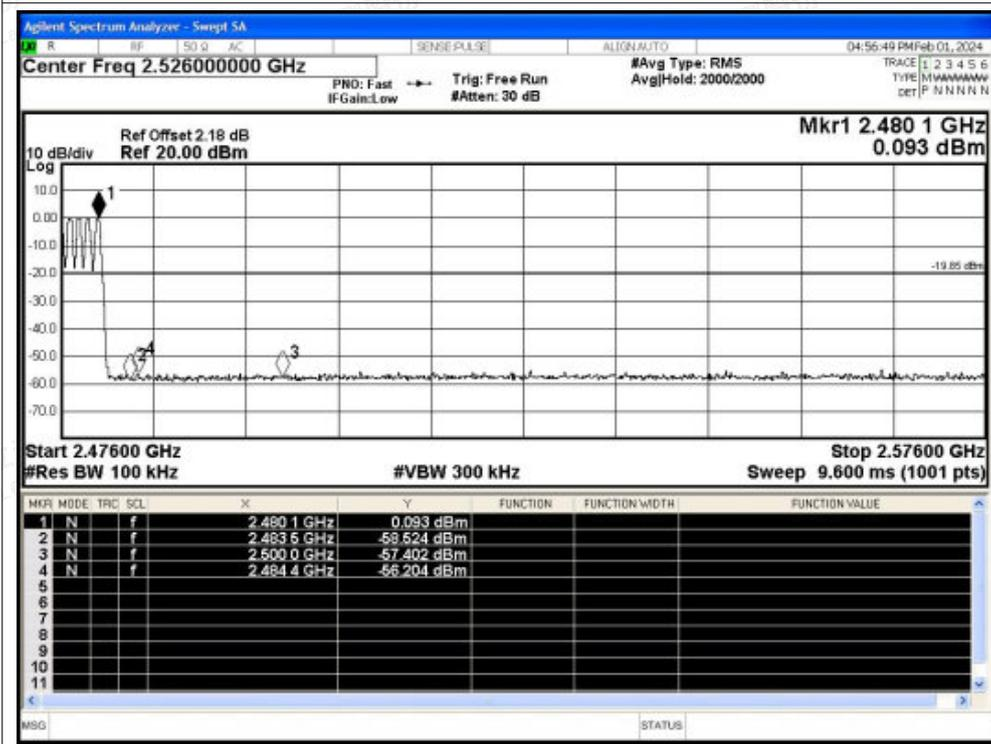 Agilent Spectrum Analyzer - Swept SA
R RF 50 Ω AC SENSE:PULSE ALIGN AUTO 04:56:49 PM Feb 01, 2024
Center Freq 2.526000000 GHz #Avg Type: RMS TRACE 1 2 3 4 5 6
PNO: Fast Trig: Free Run Avg|Hold: 2000/2000 TYPE M
IFGain:Low #Atten: 30 dB DET P N N N N N
Ref Offset 2.18 dB Mkr1 2.480 1 GHz
10 dB/div Ref 20.00 dBm 0.093 dBm
Log
10.0
1
0.00
-10.0
-20.0 -19.85 dBm
-30.0
-40.0
-50.0 2 4 3
-60.0
-70.0
Start 2.47600 GHz Stop 2.57600 GHz
#Res BW 100 kHz #VBW 300 kHz Sweep 9.600 ms (1001 pts)
MKR MODE TRC SCL X Y FUNCTION FUNCTION WIDTH FUNCTION VALUE
1 N f 2.480 1 GHz 0.093 dBm
2 N f 2.483 5 GHz -58.524 dBm
3 N f 2.500 0 GHz -57.402 dBm
4 N f 2.484 4 GHz -56.204 dBm
5
6
7
8
9
10
11
MSG STATUS